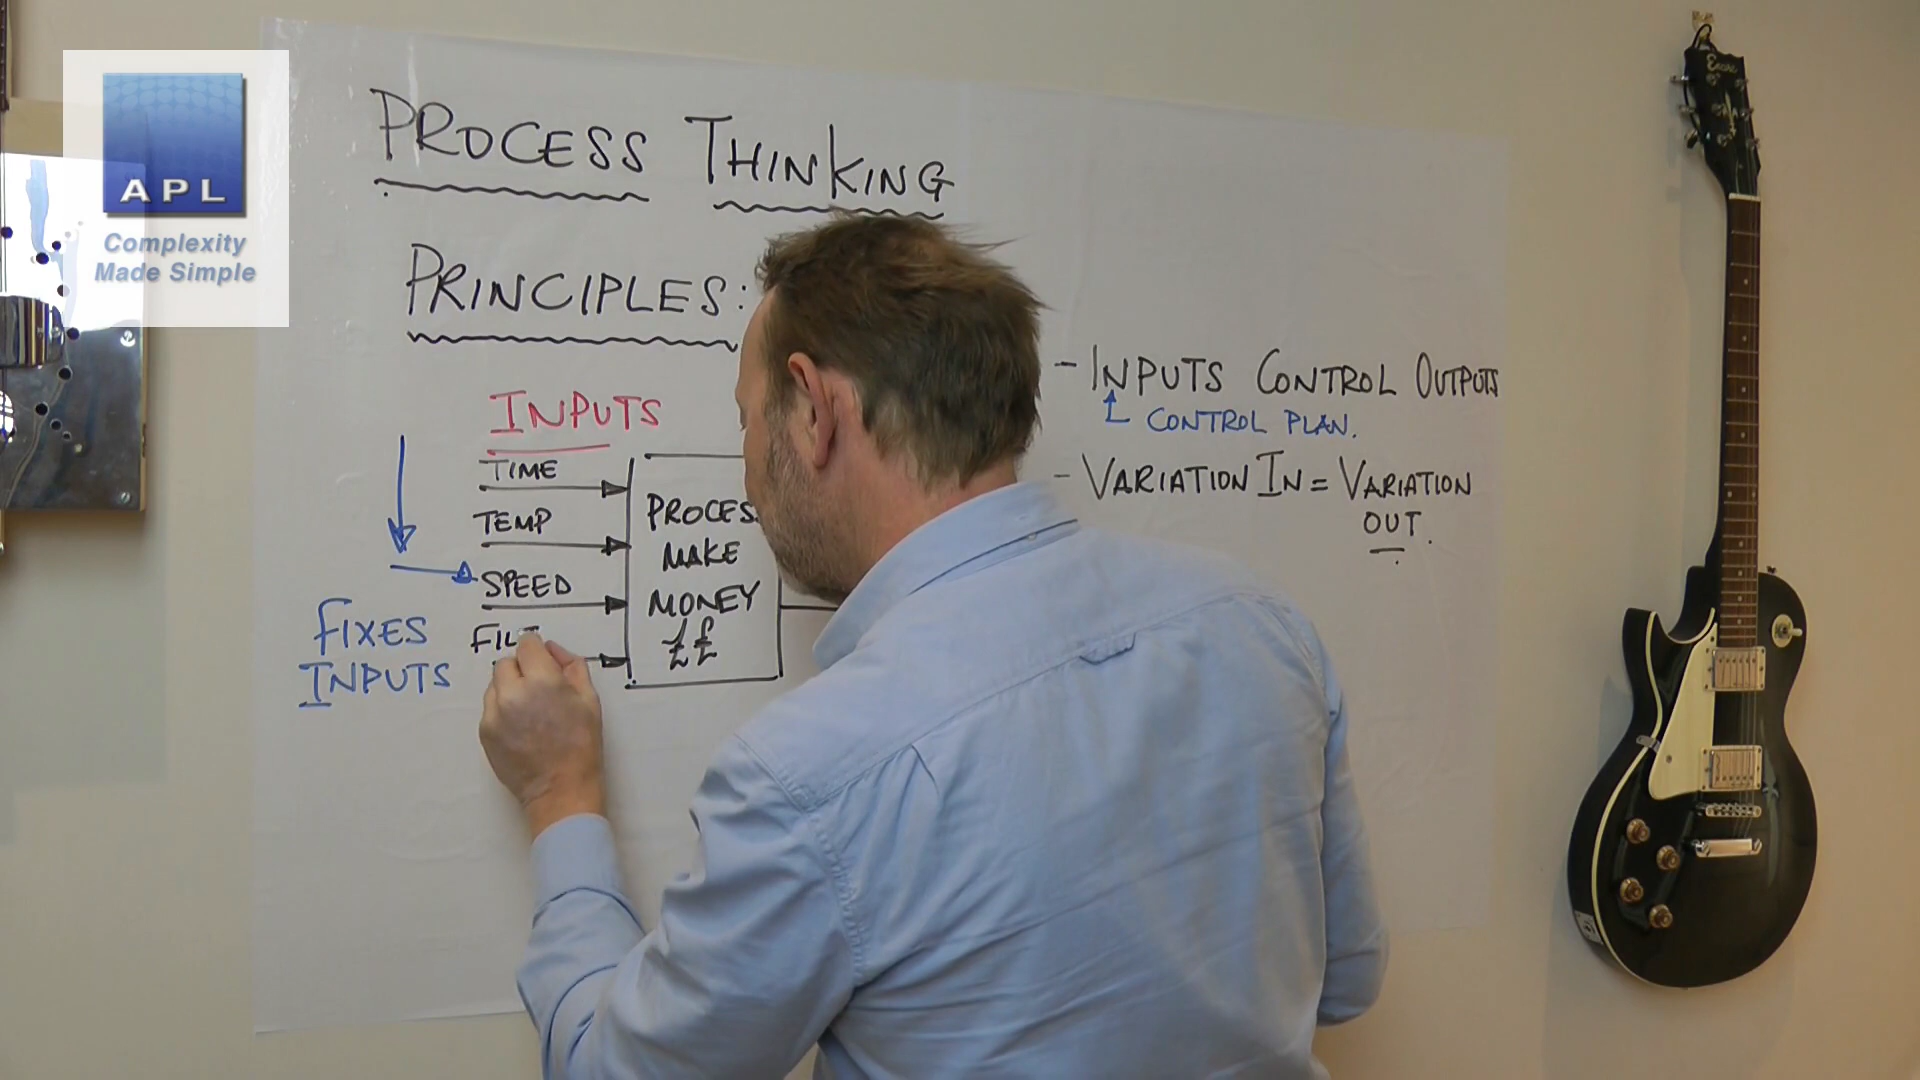 APL
Complexity
Made Simple
PROCESS THINKING
PRINCIPLES:
INPUTS
TIME
TEMP
SPEED
FIXES
INPUTS
MAKE
MONEY
££
- INPUTS CONTROL OUTPUTS
CONTROL PLAN.
- VARIATION IN = VARIATION
OUT.
Encore